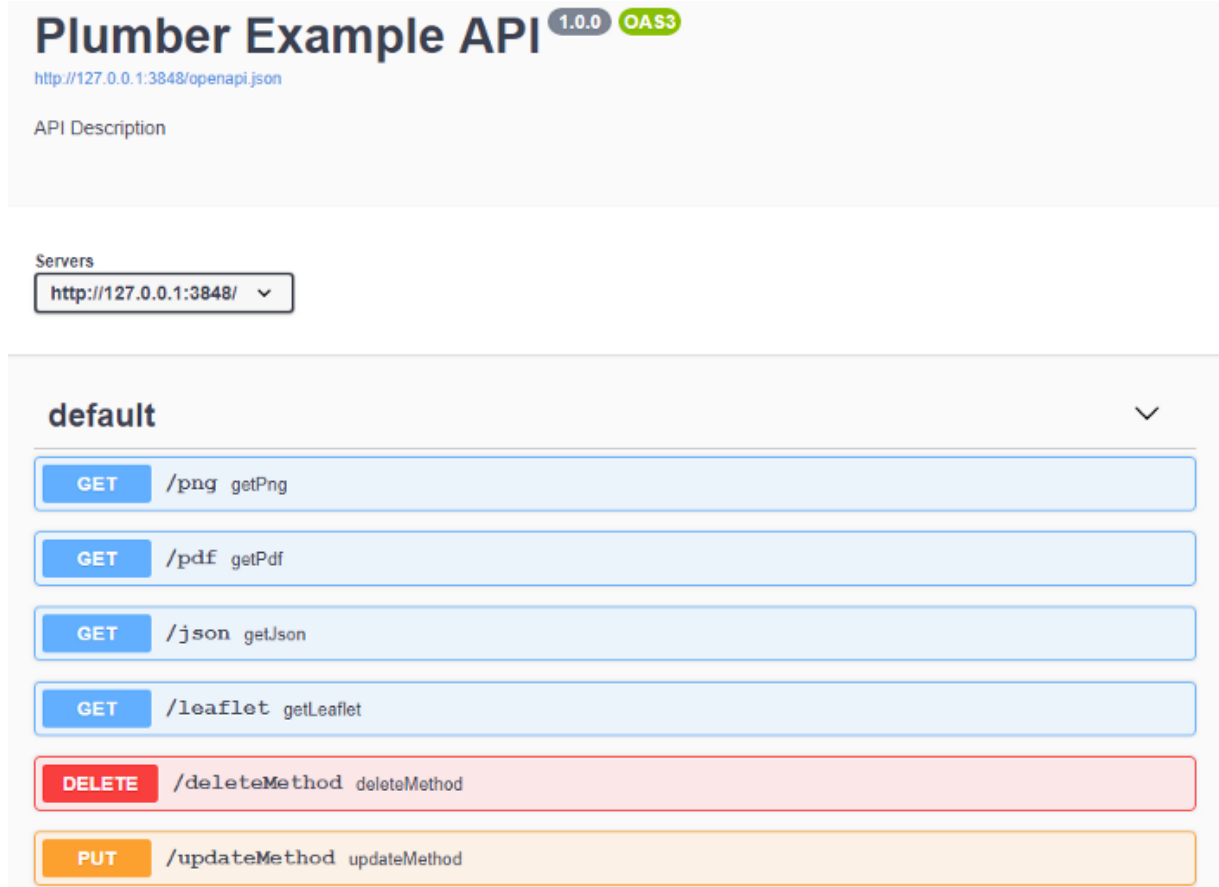 Plumber Example API 1.0.0 OAS3
http://127.0.0.1:3848/openapi.json
API Description
Servers
http://127.0.0.1:3848/
default
GET /png getPng
GET /pdf getPdf
GET /json getJson
GET /leaflet getLeaflet
DELETE /deleteMethod deleteMethod
PUT /updateMethod updateMethod